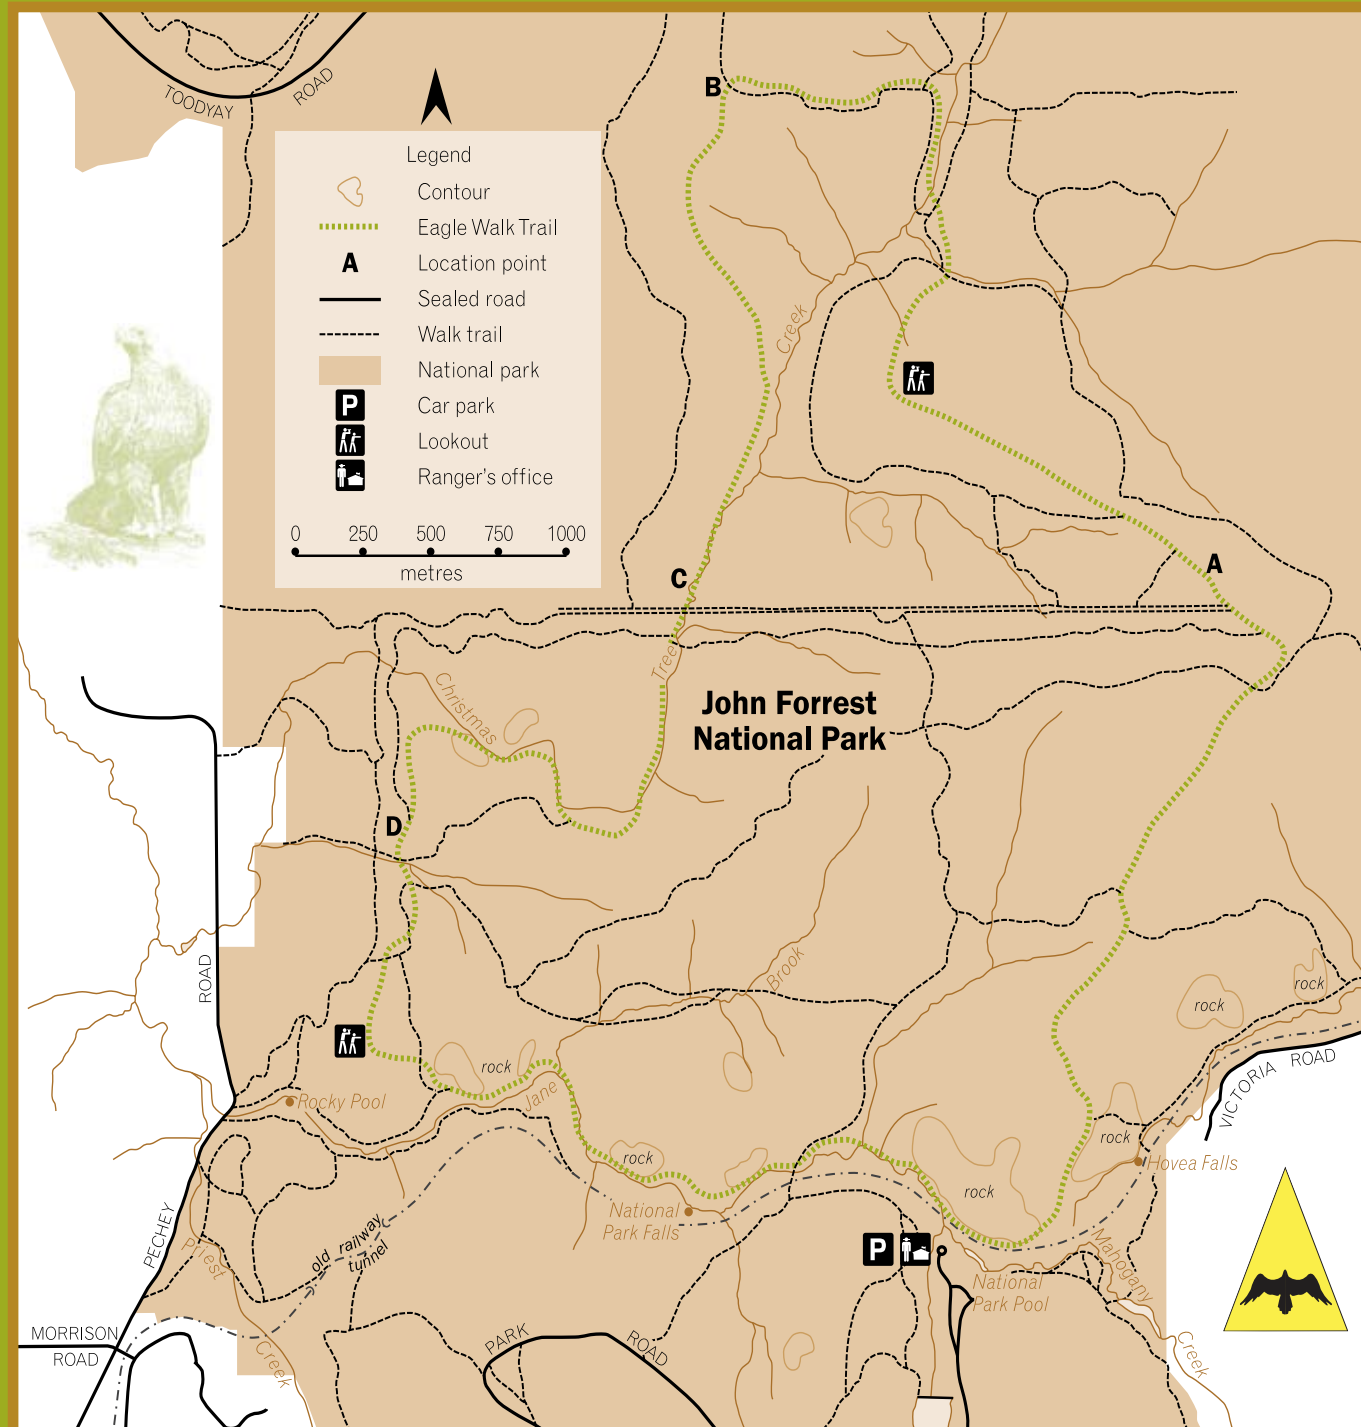 TOODYAY
ROAD
B
Legend
Contour
Eagle Walk Trail
A
Location point
Sealed road
Walk trail
National park
P
Car park
Lookout
Ranger's office
0 250 500 750 1000
metres
Creek
C
A
Tree
Christmas
John Forrest
National Park
D
ROAD
Brook
rock
rock
rock
Rocky Pool
Jane
VICTORIA ROAD
rock
rock
Hovea Falls
rock
National
Park Falls
PECHEY
Priest
old railway
tunnel
P
Mahogany
National
Park Pool
MORRISON
ROAD
Creek
PARK
ROAD
Creek